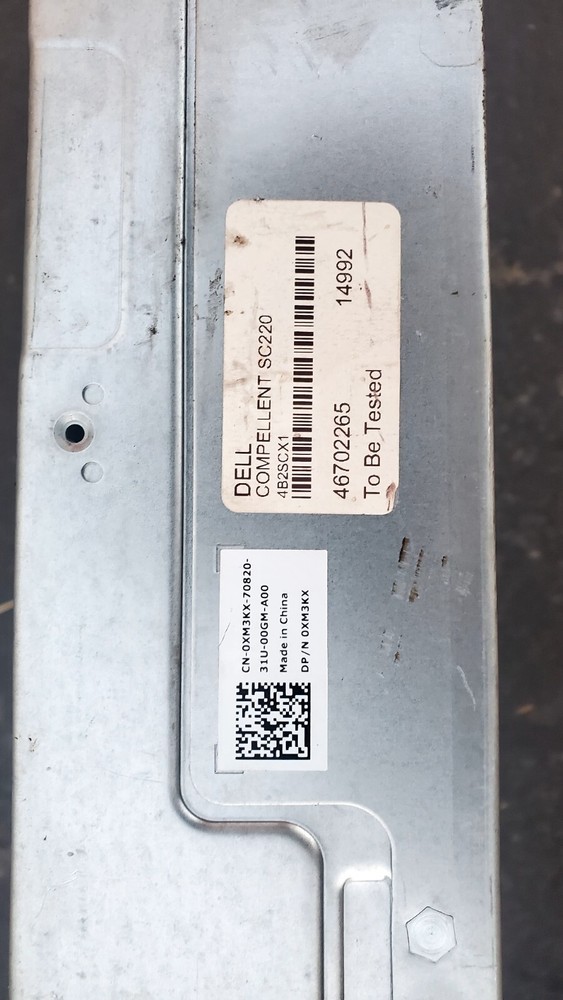 DELL
COMPELLENT SC220
4B2SCX1
46702265 14992
To Be Tested
CN-0XM3KX-70820-
31U-00GM-A00
Made in China
DP/N 0XM3KX